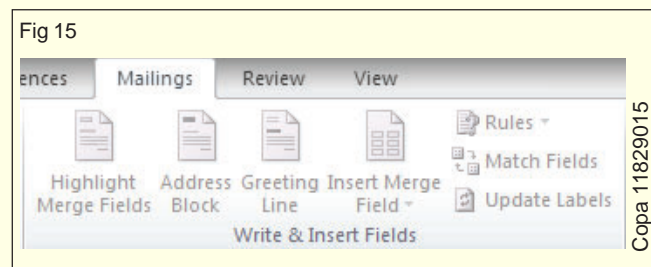 Fig 15
ences Mailings Review View
Highlight Merge Fields
Address Block
Greeting Line
Insert Merge Field
Rules
Match Fields
Update Labels
Write & Insert Fields
Copa 11829015